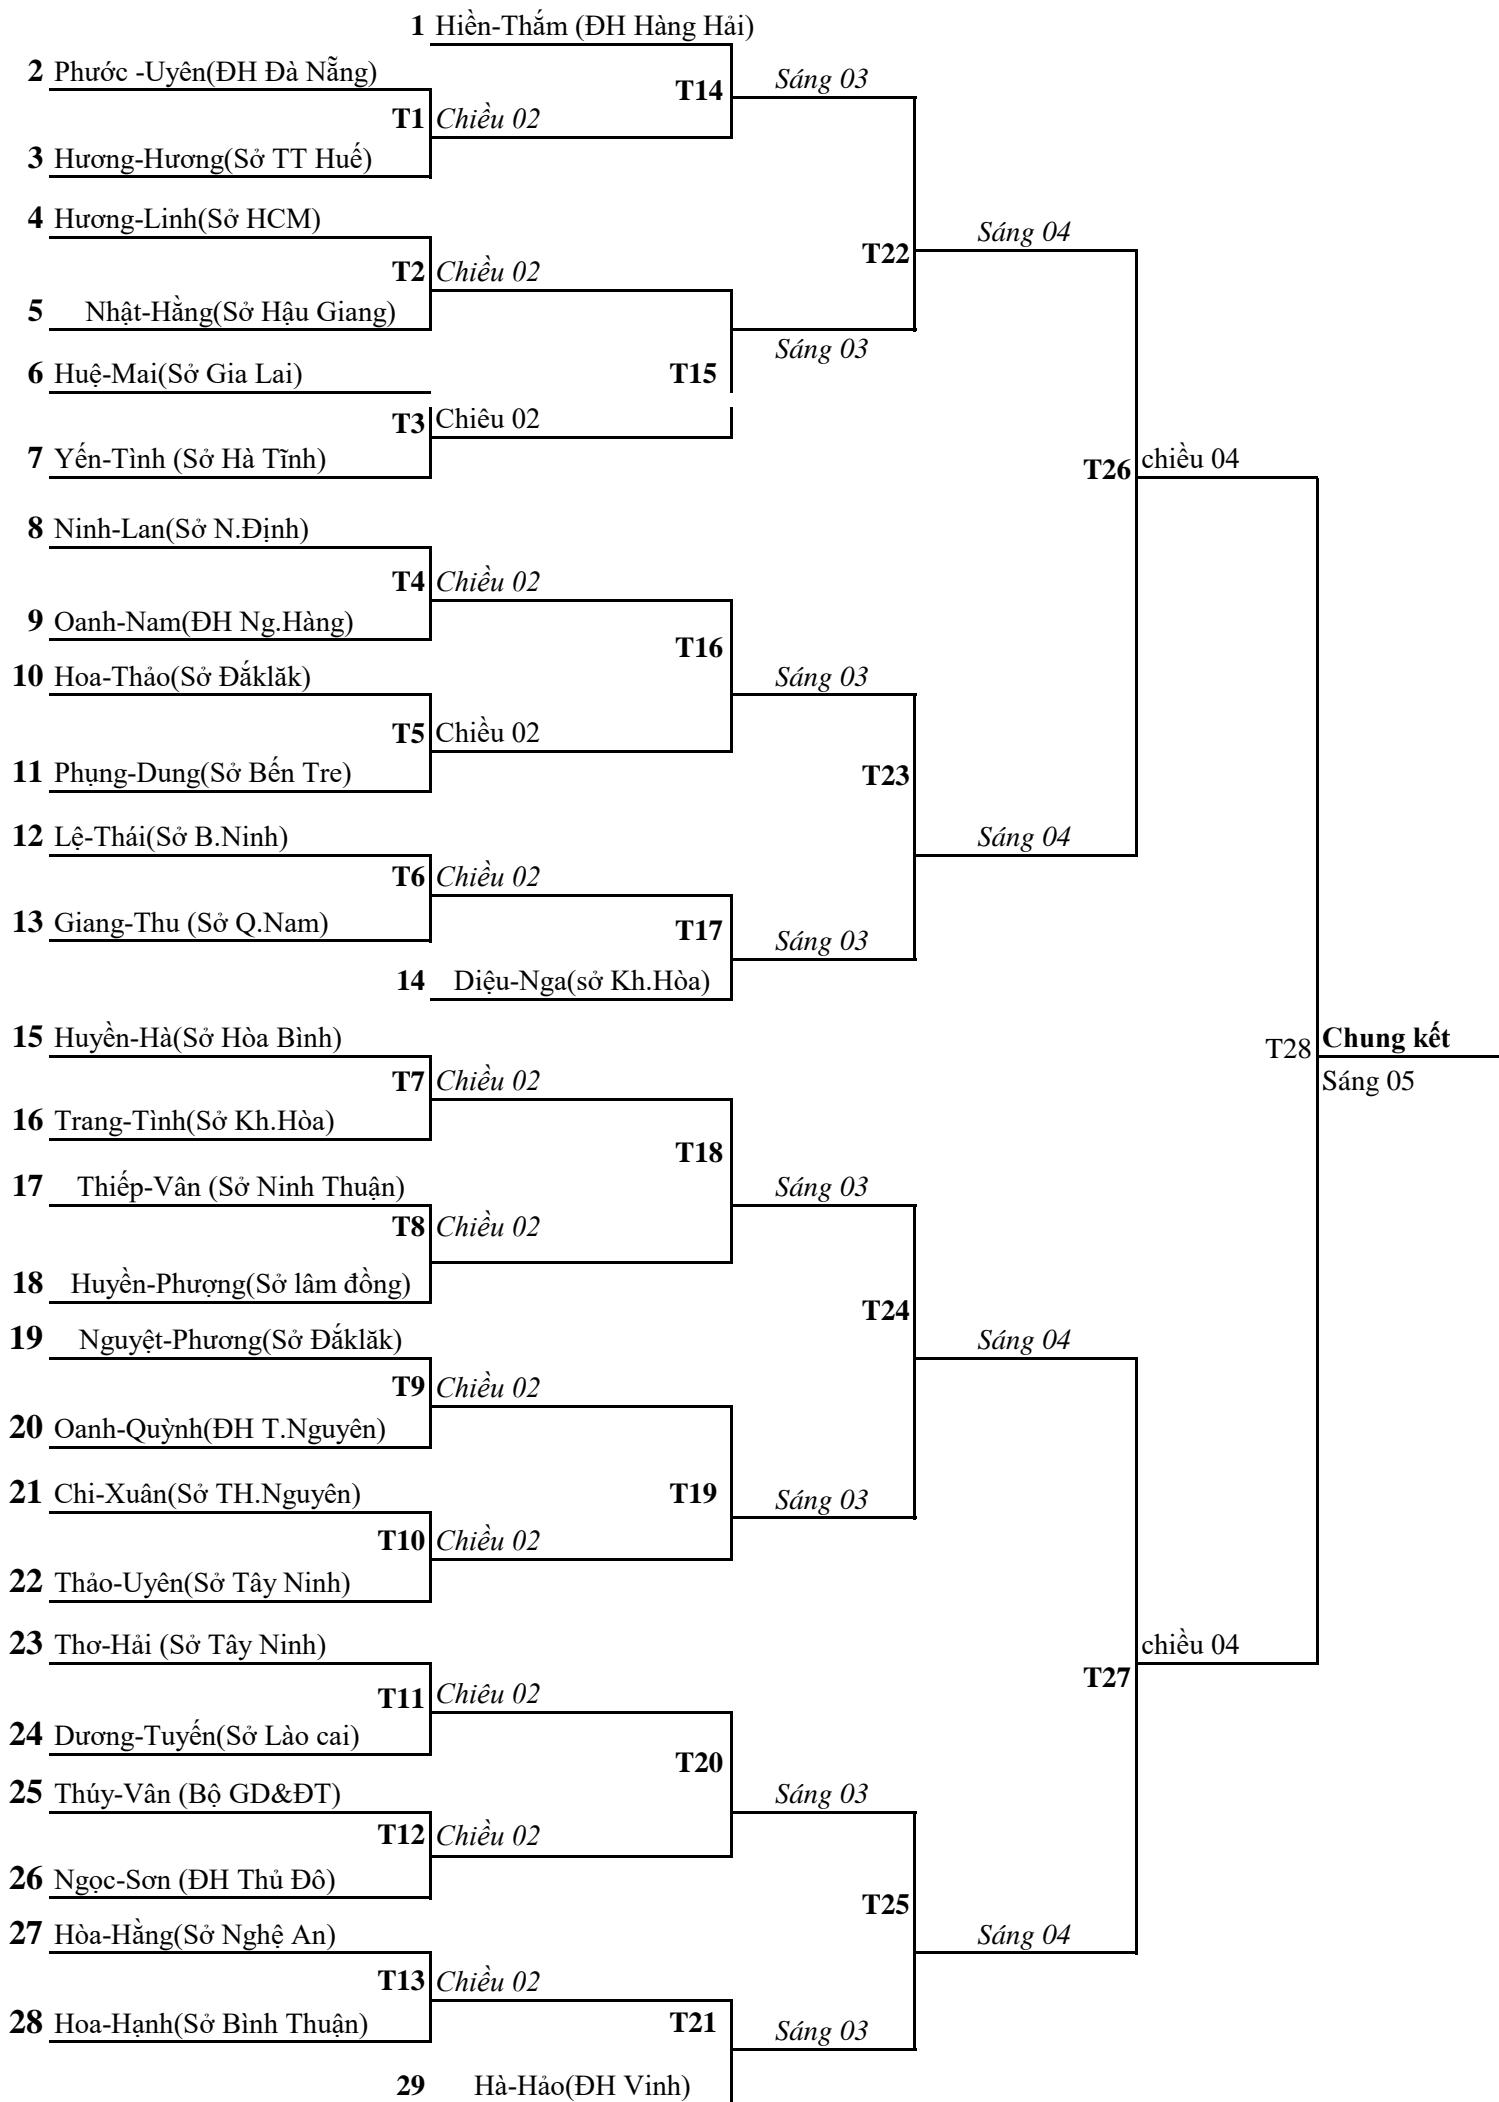 1 Hiền-Thắm (ĐH Hàng Hải)
2 Phước -Uyên(ĐH Đà Nẵng)
Sáng 03
T14
T1 Chiều 02
3 Hương-Hương(Sở TT Huế)
4 Hương-Linh(Sở HCM)
Sáng 04
T22
T2 Chiều 02
5 Nhật-Hằng(Sở Hậu Giang)
Sáng 03
6 Huệ-Mai(Sở Gia Lai)
T15
T3 Chiêu 02
7 Yến-Tình (Sở Hà Tĩnh)
T26 chiều 04
8 Ninh-Lan(Sở N.Định)
T4 Chiều 02
9 Oanh-Nam(ĐH Ng.Hàng)
T16
10 Hoa-Thảo(Sở Đắklăk)
Sáng 03
T5 Chiều 02
11 Phụng-Dung(Sở Bến Tre)
T23
12 Lệ-Thái(Sở B.Ninh)
Sáng 04
T6 Chiều 02
13 Giang-Thu (Sở Q.Nam)
T17
Sáng 03
14 Diệu-Nga(sở Kh.Hòa)
15 Huyền-Hà(Sở Hòa Bình)
T28 Chung kết
T7 Chiều 02
Sáng 05
16 Trang-Tình(Sở Kh.Hòa)
T18
17 Thiếp-Vân (Sở Ninh Thuận)
Sáng 03
T8 Chiều 02
18 Huyền-Phượng(Sở lâm đồng)
T24
19 Nguyệt-Phương(Sở Đắklăk)
Sáng 04
T9 Chiều 02
20 Oanh-Quỳnh(ĐH T.Nguyên)
21 Chi-Xuân(Sở TH.Nguyên)
T19
Sáng 03
T10 Chiều 02
22 Thảo-Uyên(Sở Tây Ninh)
23 Thơ-Hải (Sở Tây Ninh)
chiều 04
T27
T11 Chiêu 02
24 Dương-Tuyến(Sở Lào cai)
T20
25 Thúy-Vân (Bộ GD&ĐT)
Sáng 03
T12 Chiều 02
26 Ngọc-Sơn (ĐH Thủ Đô)
T25
27 Hòa-Hằng(Sở Nghệ An)
Sáng 04
T13 Chiều 02
28 Hoa-Hạnh(Sở Bình Thuận)
T21
Sáng 03
29 Hà-Hảo(ĐH Vinh)